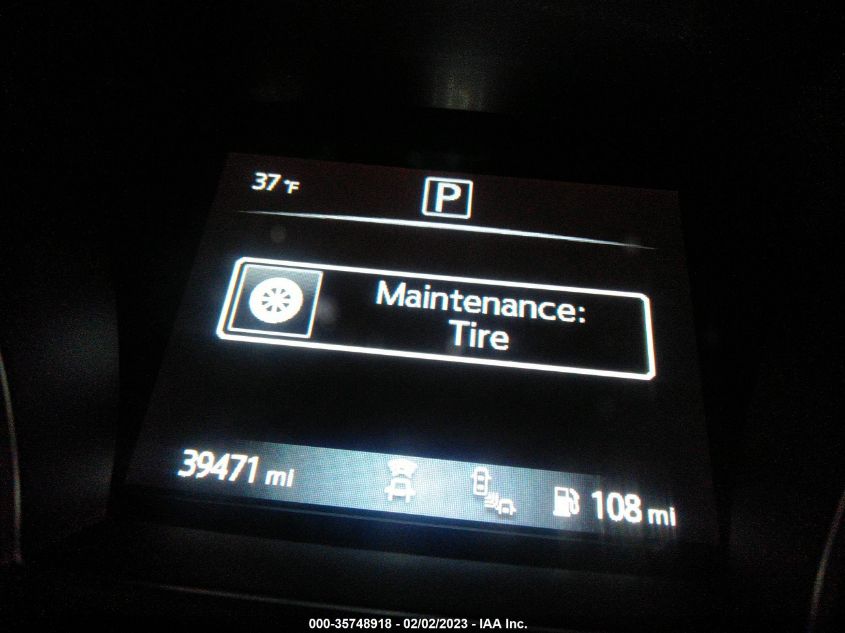 37 °F
P
Maintenance:
Tire
39471 mi
108 mi
000-35748918 - 02/02/2023 - IAA Inc.